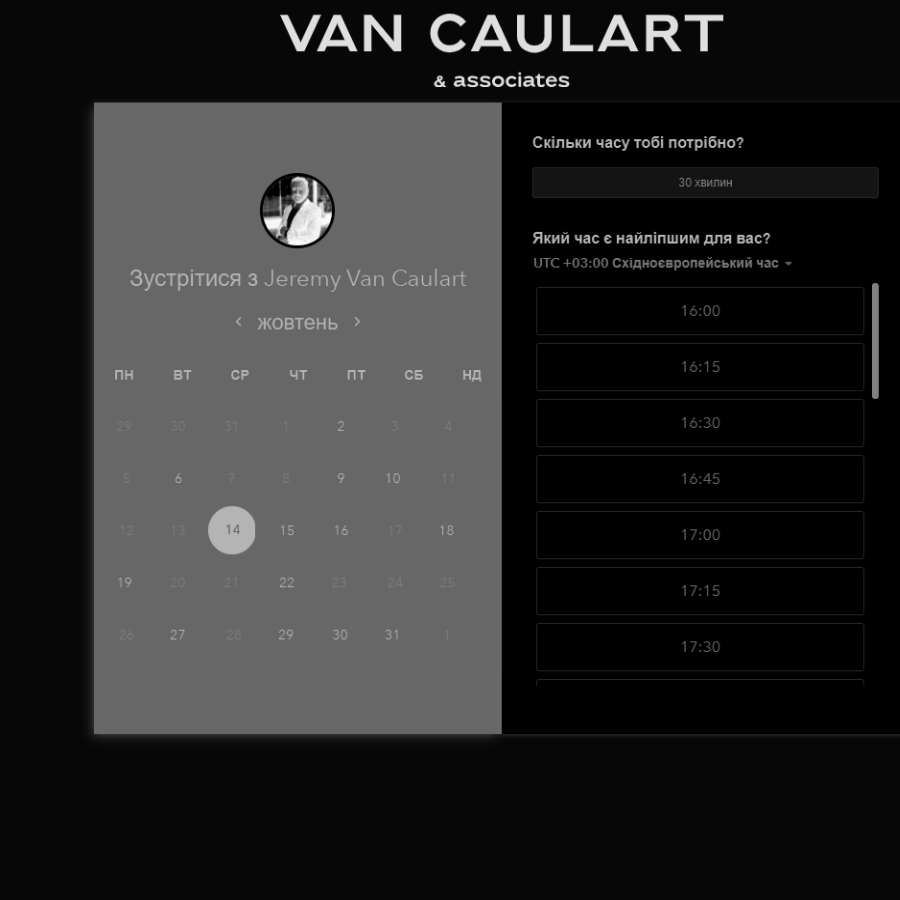 VAN CAULART
& associates
Зустрітися з Jeremy Van Caulart
жовтень
ПН ВТ СР ЧТ ПТ СБ НД
29 30 31 1 2 3 4
5 6 7 8 9 10 11
12 13 14 15 16 17 18
19 20 21 22 23 24 25
26 27 28 29 30 31 1
Скільки часу тобі потрібно?
30 хвилин
Який час є найліпшим для вас?
UTC +03:00 Східноєвропейський час
16:00
16:15
16:30
16:45
17:00
17:15
17:30